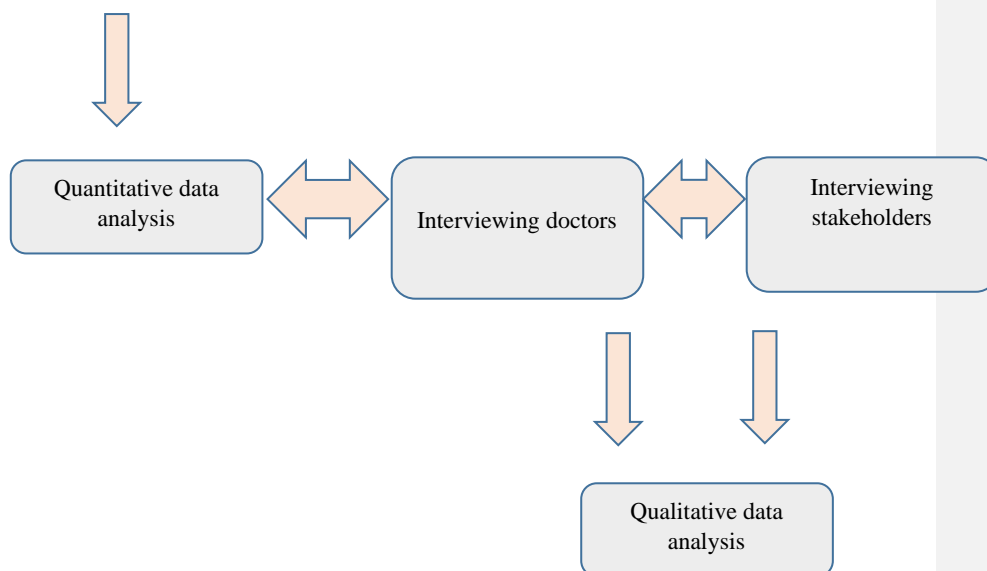 Quantitative data
analysis
Interviewing doctors
Interviewing
stakeholders
Qualitative data
analysis